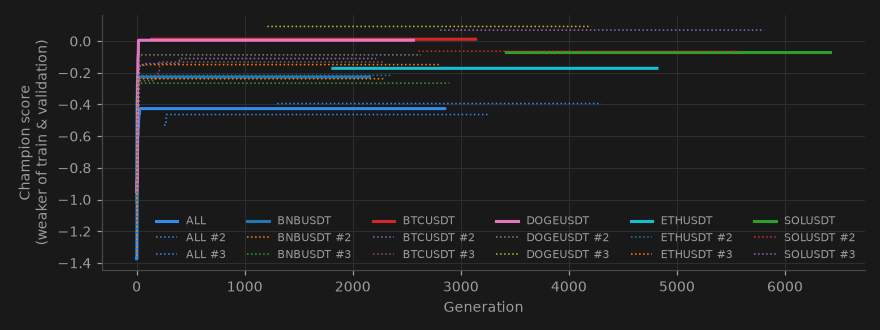 Champion score
(weaker of train & validation)
0.0
−0.2
−0.4
−0.6
−0.8
−1.0
−1.2
−1.4
ALL BNBUSDT BTCUSDT DOGEUSDT ETHUSDT SOLUSDT
ALL #2 BNBUSDT #2 BTCUSDT #2 DOGEUSDT #2 ETHUSDT #2 SOLUSDT #2
ALL #3 BNBUSDT #3 BTCUSDT #3 DOGEUSDT #3 ETHUSDT #3 SOLUSDT #3
0 1000 2000 3000 4000 5000 6000
Generation